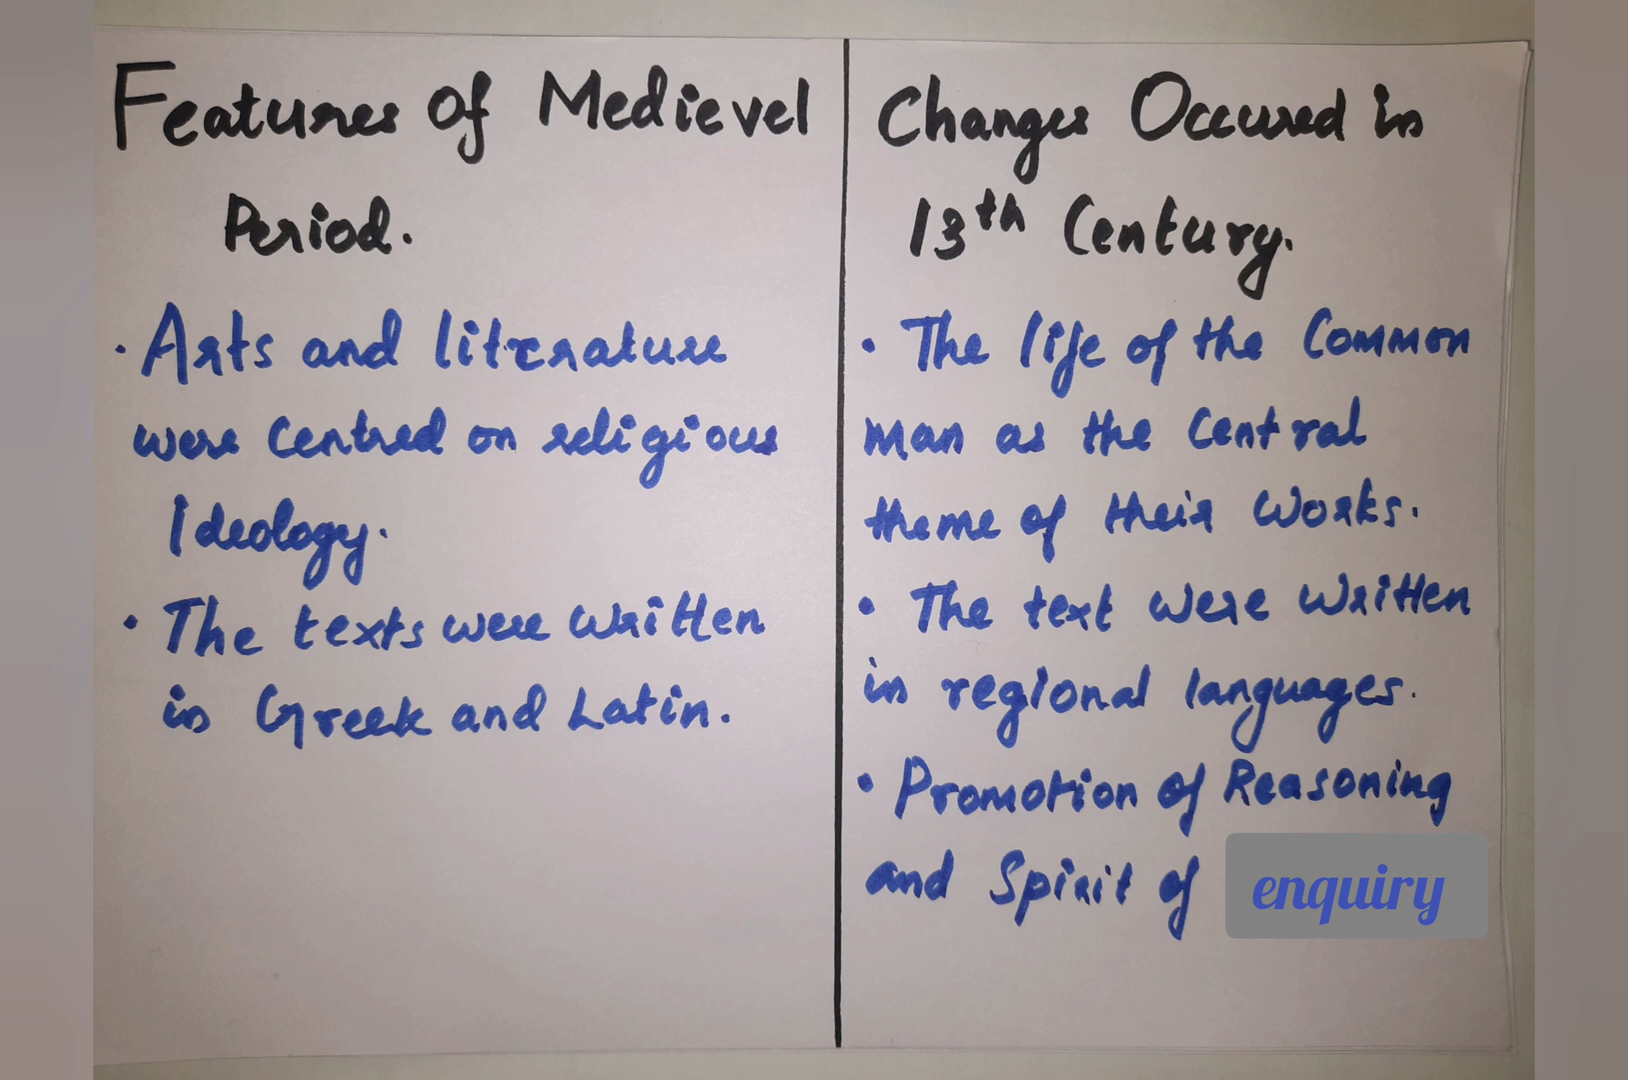 Features Of Medievel
Period.
· Arts and literature
were centred on religious
Ideology.
· The texts were written
in Greek and Latin.
Changes Occured in
13th Century.
· The life of the Common
man as the Central
theme of their works.
· The text were written
in regional languages.
· Promotion of Reasoning
and Spirit of enquiry